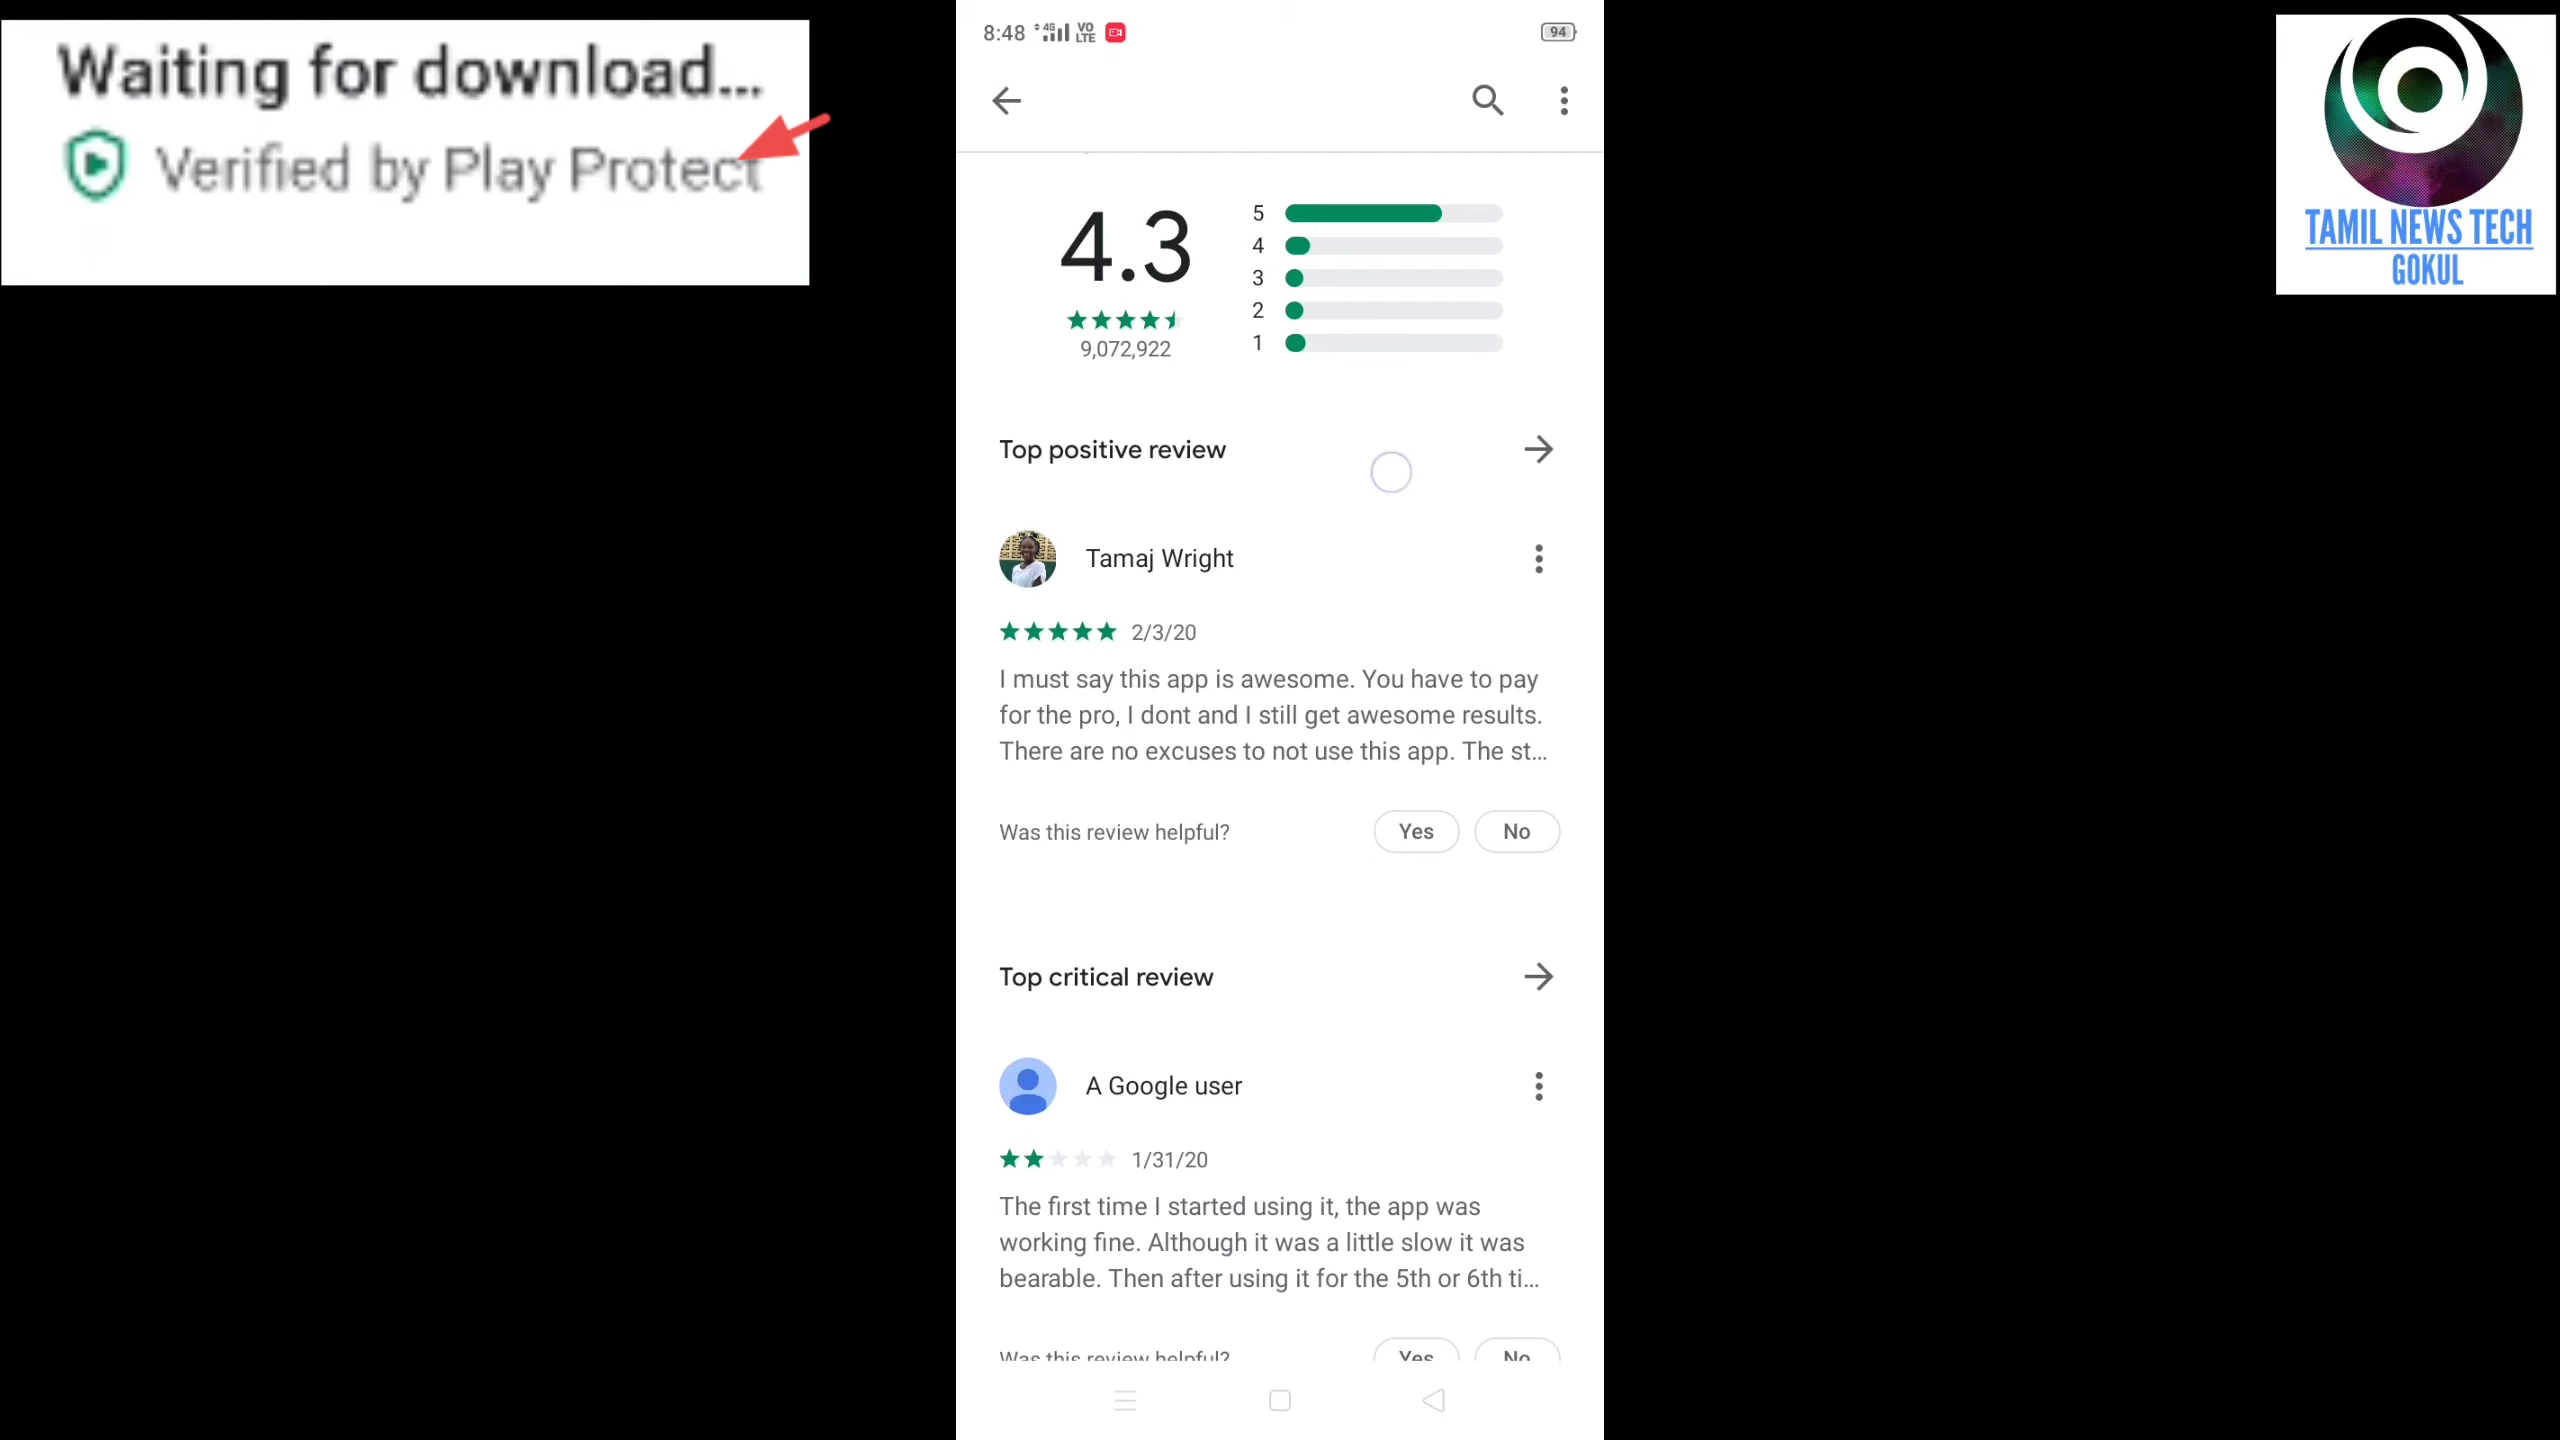 Waiting for download...
Verified by Play Protect
8:48 4G VO LTE 94
TAMIL NEWS TECH
GOKUL
4.3
9,072,922
5
4
3
2
1
Top positive review
Tamaj Wright
2/3/20
I must say this app is awesome. You have to pay
for the pro, I dont and I still get awesome results.
There are no excuses to not use this app. The st...
Was this review helpful? Yes No
Top critical review
A Google user
1/31/20
The first time I started using it, the app was
working fine. Although it was a little slow it was
bearable. Then after using it for the 5th or 6th ti...
Was this review helpful? Yes No